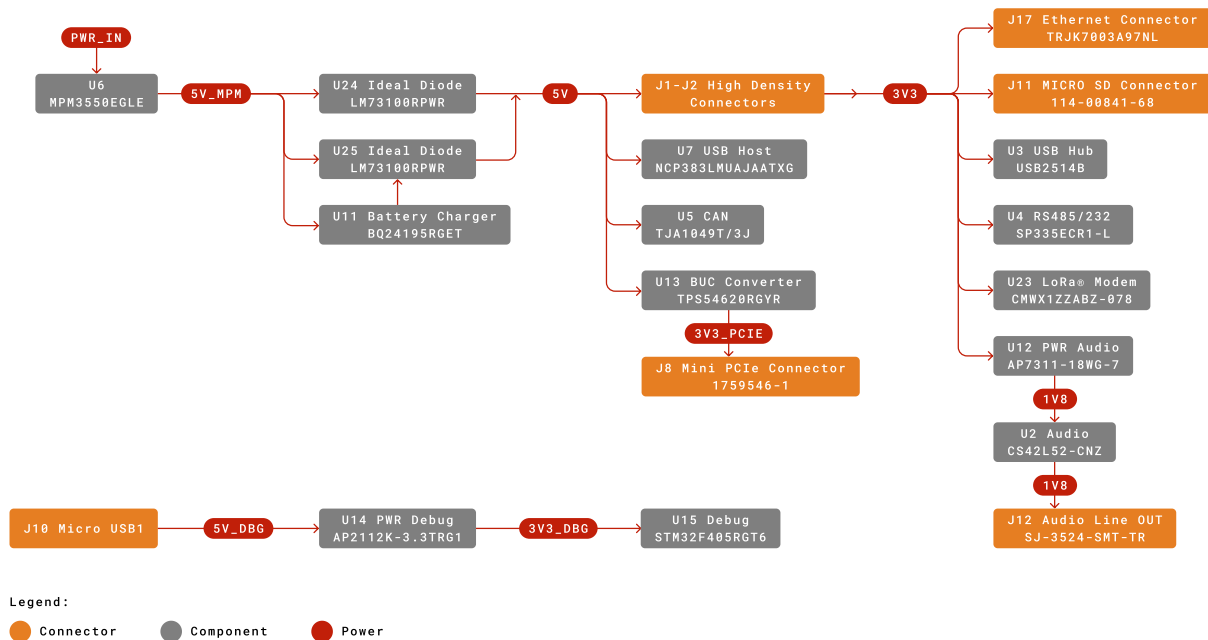 PWR_IN
U6
MPM3550EGLE
5V_MPM
U24 Ideal Diode
LM73100RPWR
U25 Ideal Diode
LM73100RPWR
U11 Battery Charger
BQ24195RGET
5V
J1-J2 High Density
Connectors
U7 USB Host
NCP383LMUAJAATXG
U5 CAN
TJA1049T/3J
U13 BUC Converter
TPS54620RGYR
3V3_PCIE
J8 Mini PCIe Connector
1759546-1
3V3
J17 Ethernet Connector
TRJK7003A97NL
J11 MICRO SD Connector
114-00841-68
U3 USB Hub
USB2514B
U4 RS485/232
SP335ECR1-L
U23 LoRa® Modem
CMWX1ZZABZ-078
U12 PWR Audio
AP7311-18WG-7
1V8
U2 Audio
CS42L52-CNZ
1V8
J12 Audio Line OUT
SJ-3524-SMT-TR
J10 Micro USB1
5V_DBG
U14 PWR Debug
AP2112K-3.3TRG1
3V3_DBG
U15 Debug
STM32F405RGT6
Legend:
Connector
Component
Power